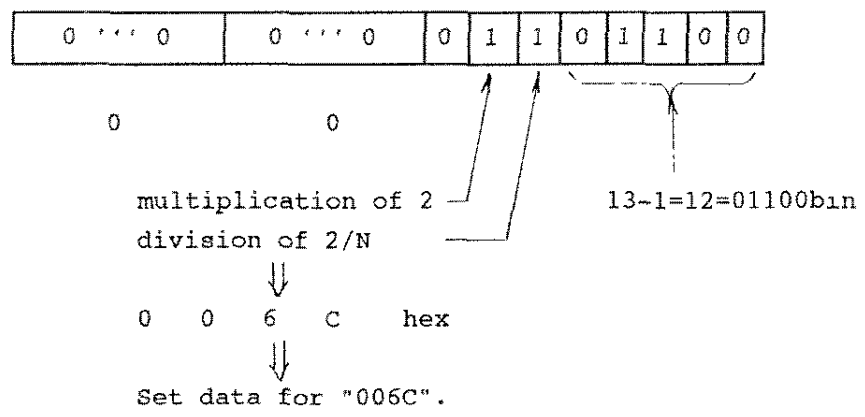 0 ''' 0 0 ''' 0 0 1 1 0 1 1 0 0
0 0
multiplication of 2 13-1=12=01100bin
division of 2/N
⇓
0 0 6 C hex
⇓
Set data for "006C".